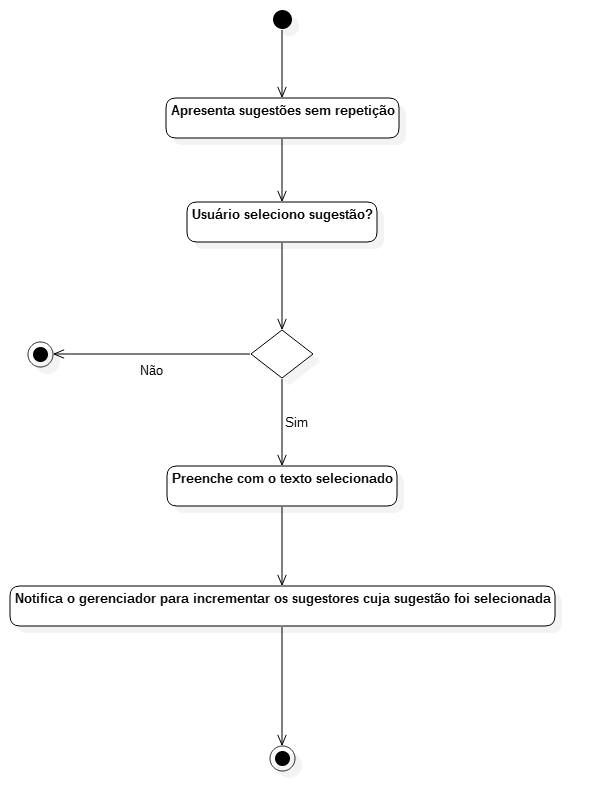 Apresenta sugestões sem repetição
Usuário seleciono sugestão?
Não
Sim
Preenche com o texto selecionado
Notifica o gerenciador para incrementar os sugestores cuja sugestão foi selecionada